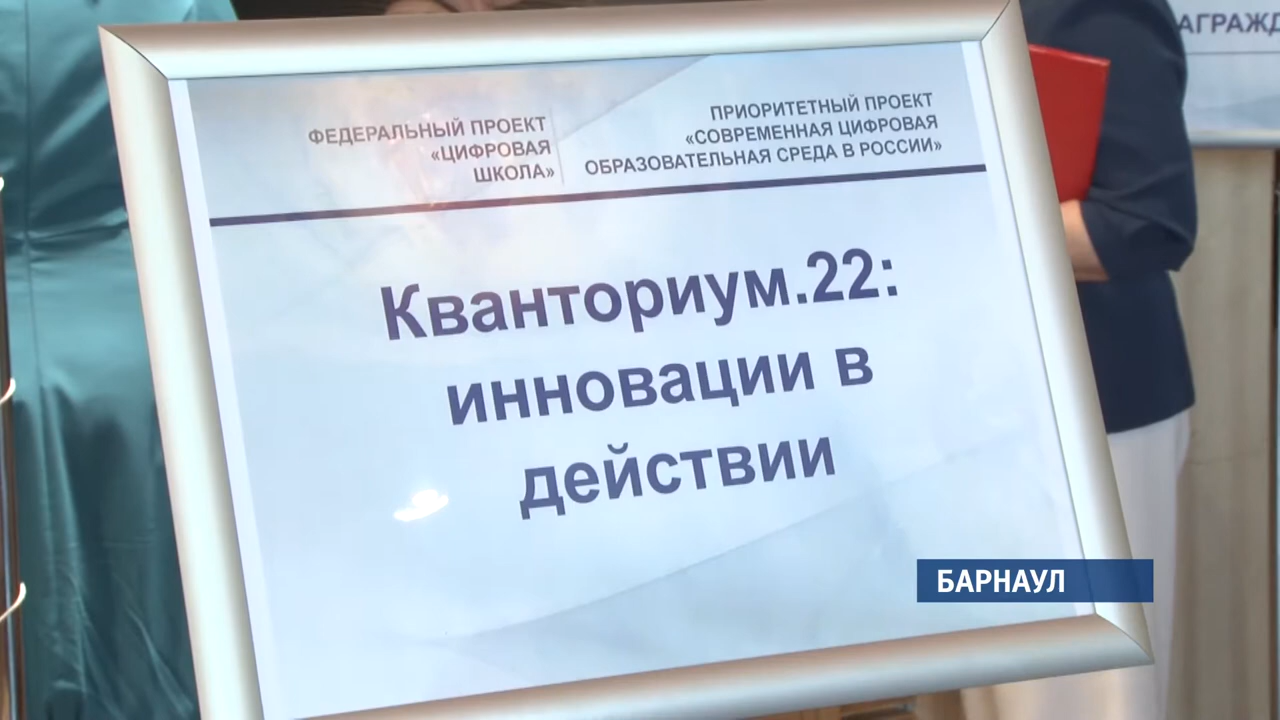 ФЕДЕРАЛЬНЫЙ ПРОЕКТ
«ЦИФРОВАЯ
ШКОЛА»
ПРИОРИТЕТНЫЙ ПРОЕКТ
«СОВРЕМЕННАЯ ЦИФРОВАЯ
ОБРАЗОВАТЕЛЬНАЯ СРЕДА В РОССИИ»
Кванториум.22:
инновации в
действии
БАРНАУЛ